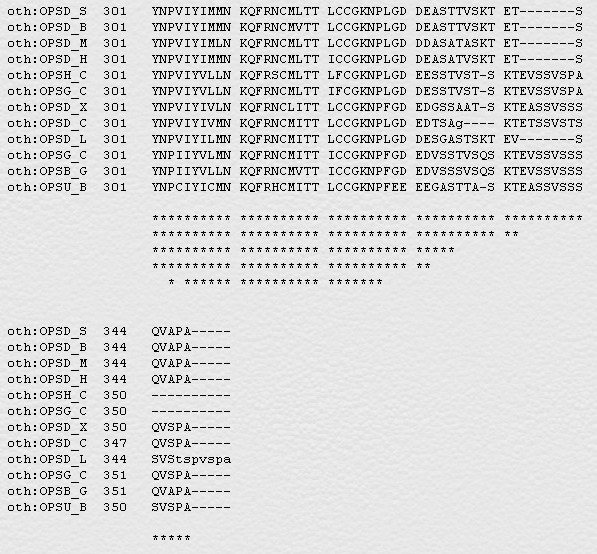 oth:OPSD_S 301 YNPVIYIMMN KQFRNCMLTT LCCGKNPLGD DEASTTVSKT ET-------S
oth:OPSD_B 301 YNPVIYIMMN KQFRNCMVTT LCCGKNPLGD DEASTTVSKT ET-------S
oth:OPSD_M 301 YNPVIYIMLN KQFRNCMLTT LCCGKNPLGD DDASATASKT ET-------S
oth:OPSD_H 301 YNPVIYIMMN KQFRNCMLTT ICCGKNPLGD DEASATVSKT ET-------S
oth:OPSH_C 301 YNPVIYVLLN KQFRSCMLTT LFCGKNPLGD EESSTVST-S KTEVSSVSPA
oth:OPSG_C 301 YNPVIYVLLN KQFRNCMLTT IFCGKNPLGD DESSTVST-S KTEVSSVSPA
oth:OPSD_X 301 YNPVIYIVLN KQFRNCLITT LCCGKNPFGD EDGSSAAT-S KTEASSVSSS
oth:OPSD_C 301 YNPVIYIVMN KQFRNCMITT LCCGKNPLGD EDTSAg---- KTETSSVSTS
oth:OPSD_L 301 YNPVIYILMN KQFRNCMITT LCCGKNPLGD DESGASTSKT EV-------S
oth:OPSG_C 301 YNPIIYVLMN KQFRNCMITT LCCGKNPFGD EDVSSTVSQS KTEVSSVSSS
oth:OPSB_G 301 YNPIIYVLLN KQFRNCMVTT ICCGKNPFGD EDVSSSVSQS KTEVSSVSSS
oth:OPSU_B 301 YNPCIYICMN KQFRHCMITT LCCGKNPFEE EEGASTTA-S KTEASSVSSS
********** ********** ********** ********** **********
********** ********** ********** ********** **
********** ********** ********** *****
********** ********** ********** **
* ****** ********** *******
oth:OPSD_S 344 QVAPA-----
oth:OPSD_B 344 QVAPA-----
oth:OPSD_M 344 QVAPA-----
oth:OPSD_H 344 QVAPA-----
oth:OPSH_C 350 ----------
oth:OPSG_C 350 ----------
oth:OPSD_X 350 QVSPA-----
oth:OPSD_C 347 QVSPA-----
oth:OPSD_L 344 SVStspvspa
oth:OPSG_C 351 QVSPA-----
oth:OPSB_G 351 QVAPA-----
oth:OPSU_B 350 SVSPA-----
*****